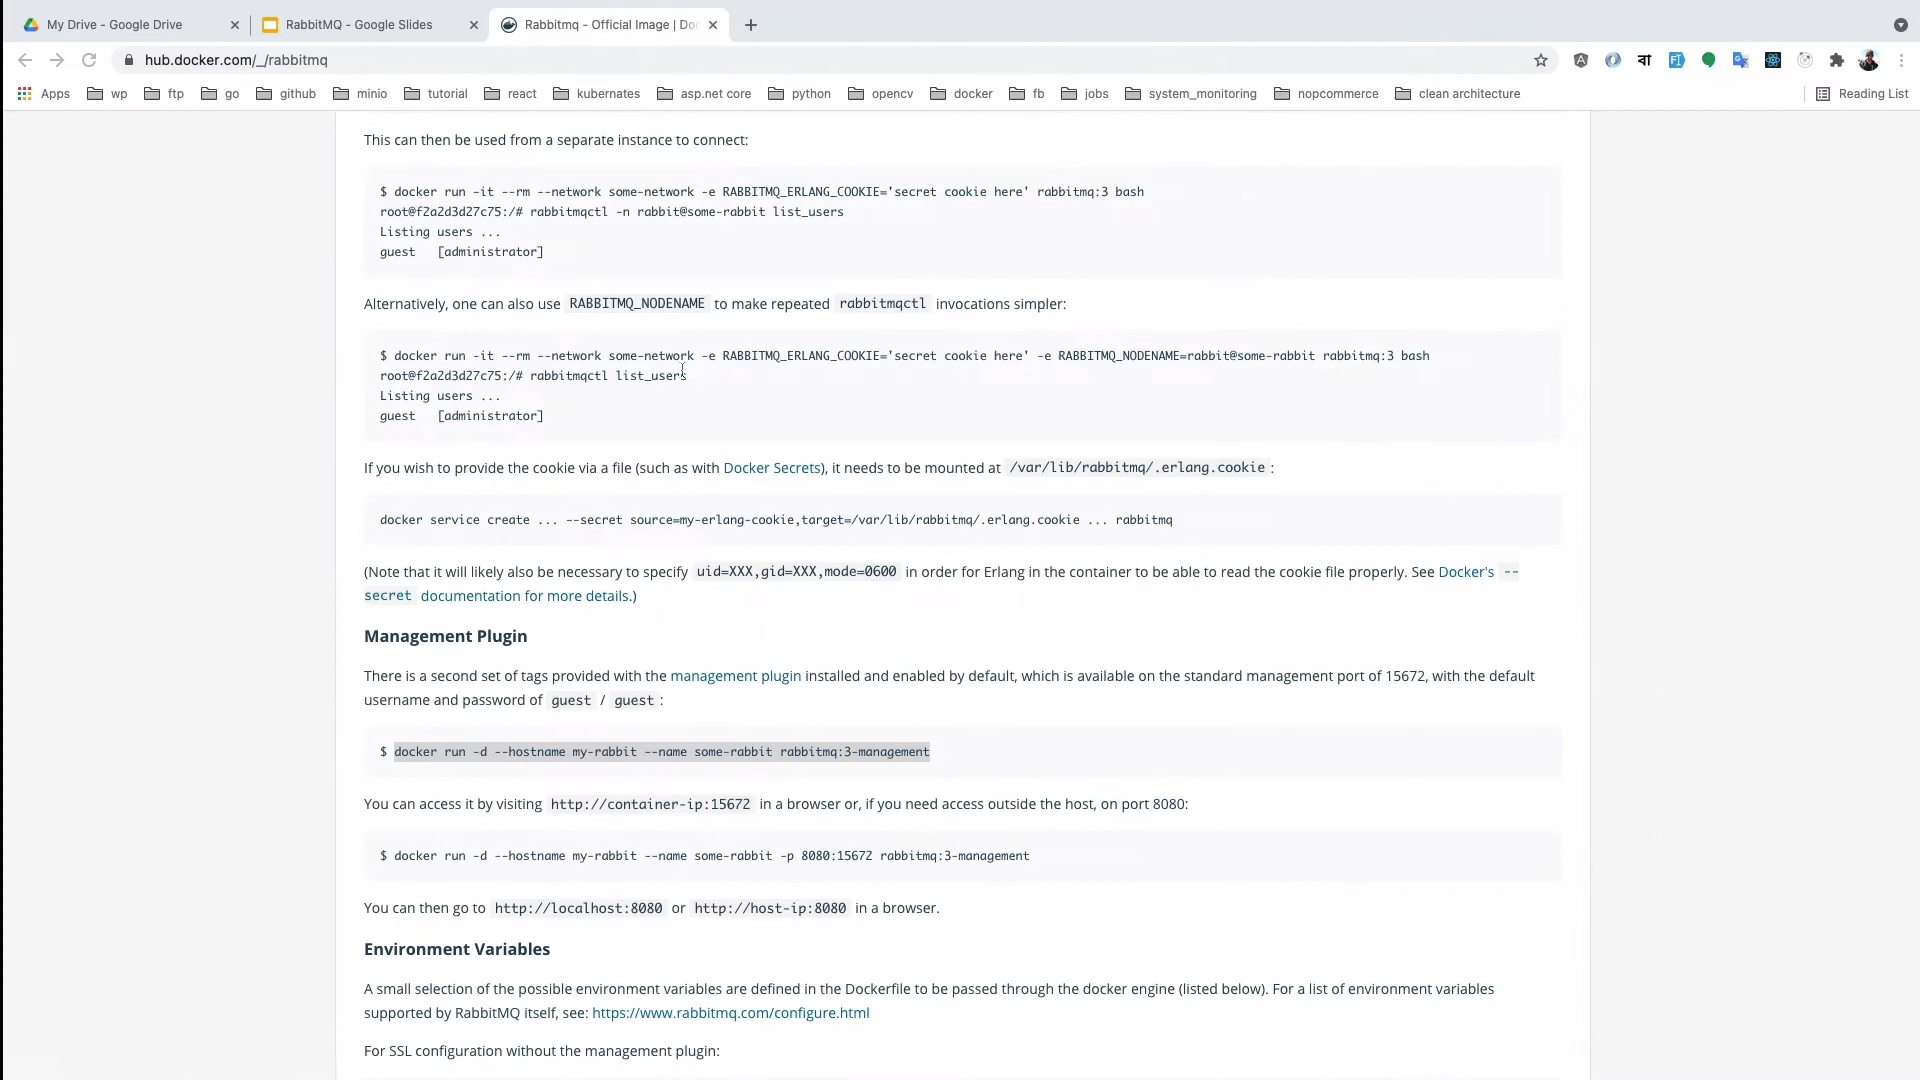 My Drive - Google Drive
RabbitMQ - Google Slides
Rabbitmq - Official Image | Doc
hub.docker.com/_/rabbitmq
বা
Apps wp ftp go github minio tutorial react kubernates asp.net core python opencv docker fb jobs system_monitoring nopcommerce clean architecture Reading List
This can then be used from a separate instance to connect:
$ docker run -it --rm --network some-network -e RABBITMQ_ERLANG_COOKIE='secret cookie here' rabbitmq:3 bash
root@f2a2d3d27c75:/# rabbitmqctl -n rabbit@some-rabbit list_users
Listing users ...
guest   [administrator]
Alternatively, one can also use RABBITMQ_NODENAME to make repeated rabbitmqctl invocations simpler:
$ docker run -it --rm --network some-network -e RABBITMQ_ERLANG_COOKIE='secret cookie here' -e RABBITMQ_NODENAME=rabbit@some-rabbit rabbitmq:3 bash
root@f2a2d3d27c75:/# rabbitmqctl list_users
Listing users ...
guest   [administrator]
If you wish to provide the cookie via a file (such as with Docker Secrets), it needs to be mounted at /var/lib/rabbitmq/.erlang.cookie :
docker service create ... --secret source=my-erlang-cookie,target=/var/lib/rabbitmq/.erlang.cookie ... rabbitmq
(Note that it will likely also be necessary to specify uid=XXX,gid=XXX,mode=0600 in order for Erlang in the container to be able to read the cookie file properly. See Docker's --
secret documentation for more details.)
Management Plugin
There is a second set of tags provided with the management plugin installed and enabled by default, which is available on the standard management port of 15672, with the default
username and password of guest / guest :
$ docker run -d --hostname my-rabbit --name some-rabbit rabbitmq:3-management
You can access it by visiting http://container-ip:15672 in a browser or, if you need access outside the host, on port 8080:
$ docker run -d --hostname my-rabbit --name some-rabbit -p 8080:15672 rabbitmq:3-management
You can then go to http://localhost:8080 or http://host-ip:8080 in a browser.
Environment Variables
A small selection of the possible environment variables are defined in the Dockerfile to be passed through the docker engine (listed below). For a list of environment variables
supported by RabbitMQ itself, see: https://www.rabbitmq.com/configure.html
For SSL configuration without the management plugin: